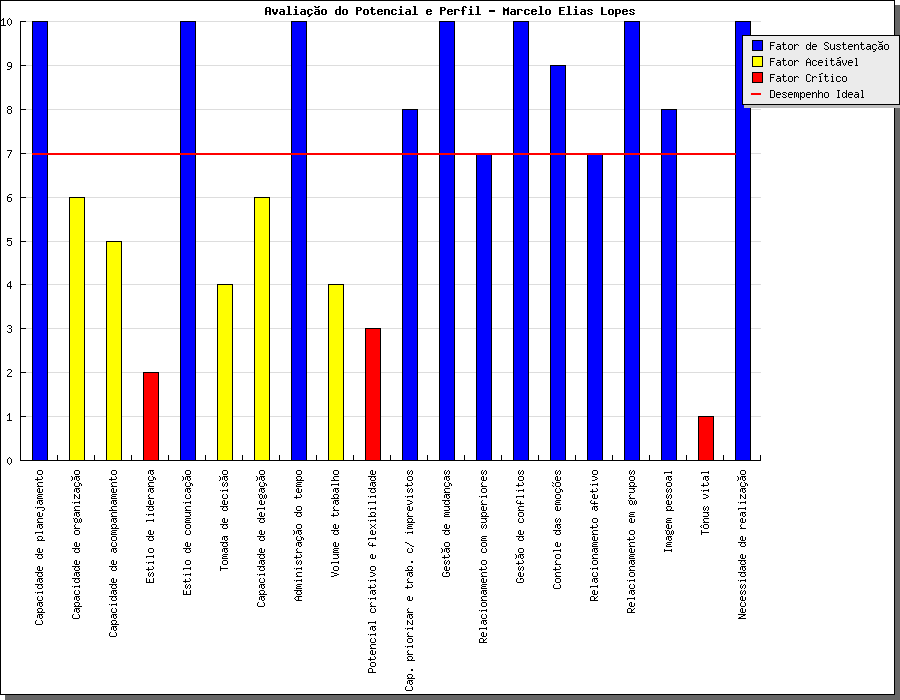 Avaliação do Potencial e Perfil - Marcelo Elias Lopes
10
9
8
7
6
5
4
3
2
1
0
Fator de Sustentação
Fator Aceitável
Fator Crítico
Desempenho Ideal
Capacidade de planejamento
Capacidade de organização
Capacidade de acompanhamento
Estilo de liderança
Estilo de comunicação
Tomada de decisão
Capacidade de delegação
Administração do tempo
Volume de trabalho
Potencial criativo e flexibilidade
Cap. priorizar e trab. c/ imprevistos
Gestão de mudanças
Relacionamento com superiores
Gestão de conflitos
Controle das emoções
Relacionamento afetivo
Relacionamento em grupos
Imagem pessoal
Tônus vital
Necessidade de realização